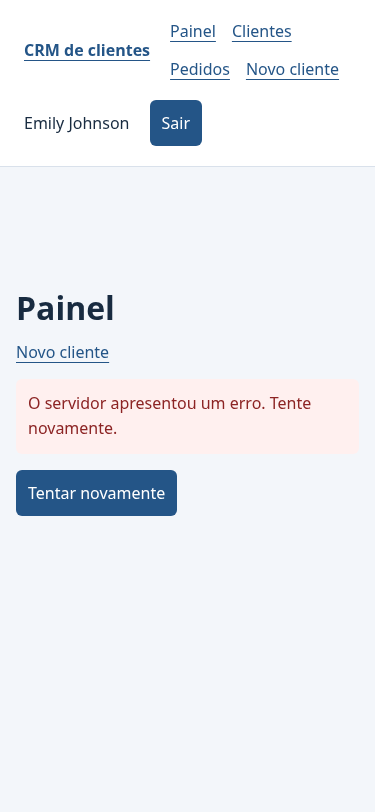 CRM de clientes
Painel Clientes
Pedidos Novo cliente
Emily Johnson Sair
Painel
Novo cliente
O servidor apresentou um erro. Tente
novamente.
Tentar novamente